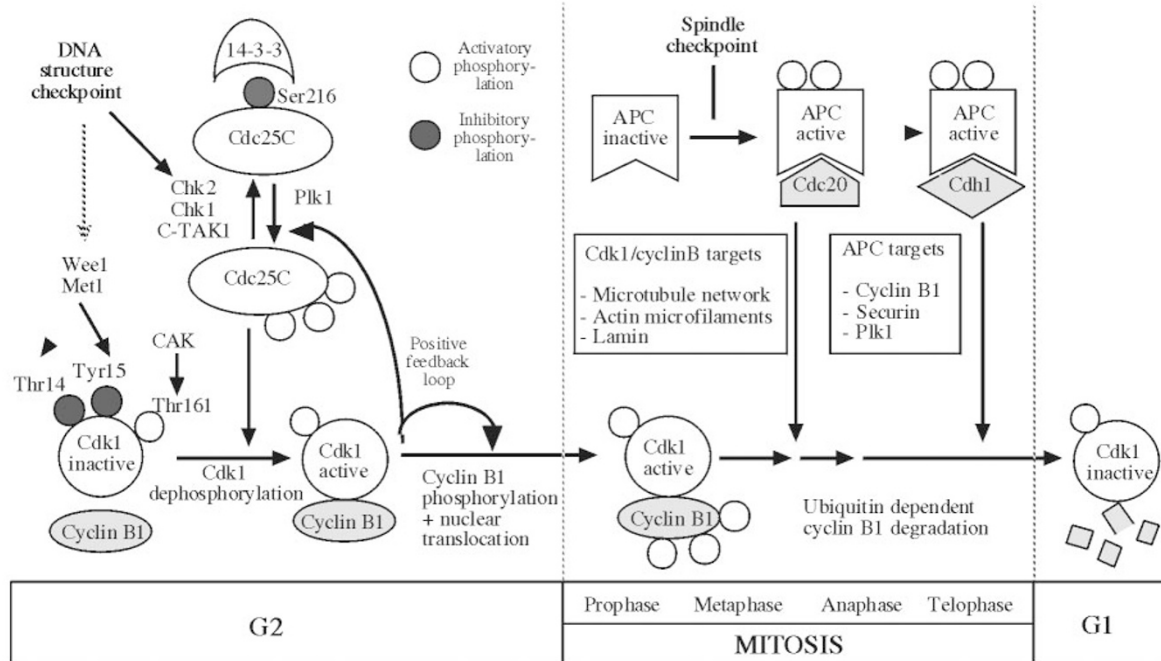 DNA
structure
checkpoint
14-3-3
Ser216
Cdc25C
Activatory
phosphory-
lation
Inhibitory
phosphory-
lation
Chk2
Chk1
C-TAK1
Plk1
Wee1
Met1
Cdc25C
CAK
Thr14
Tyr15
Thr161
Positive
feedback
loop
Cdk1
inactive
Cyclin B1
Cdk1
dephosphorylation
Cdk1
active
Cyclin B1
Cyclin B1
phosphorylation
+ nuclear
translocation
Spindle
checkpoint
APC
inactive
APC
active
Cdc20
APC
active
Cdh1
Cdk1/cyclinB targets
- Microtubule network
- Actin microfilaments
- Lamin
APC targets
- Cyclin B1
- Securin
- Plk1
Cdk1
active
Cyclin B1
Ubiquitin dependent
cyclin B1 degradation
Cdk1
inactive
G2
Prophase Metaphase Anaphase Telophase
MITOSIS
G1